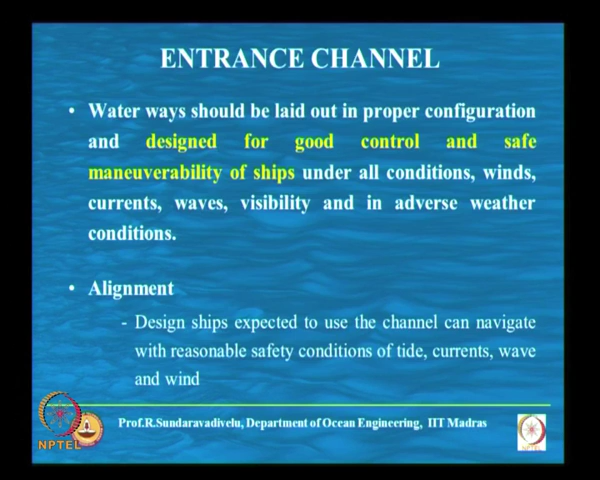 ENTRANCE CHANNEL
• Water ways should be laid out in proper configuration
and designed for good control and safe
maneuverability of ships under all conditions, winds,
currents, waves, visibility and in adverse weather
conditions.
• Alignment
- Design ships expected to use the channel can navigate
with reasonable safety conditions of tide, currents, wave
and wind
Prof.R.Sundaravadivelu, Department of Ocean Engineering, IIT Madras
NPTEL
NPTEL